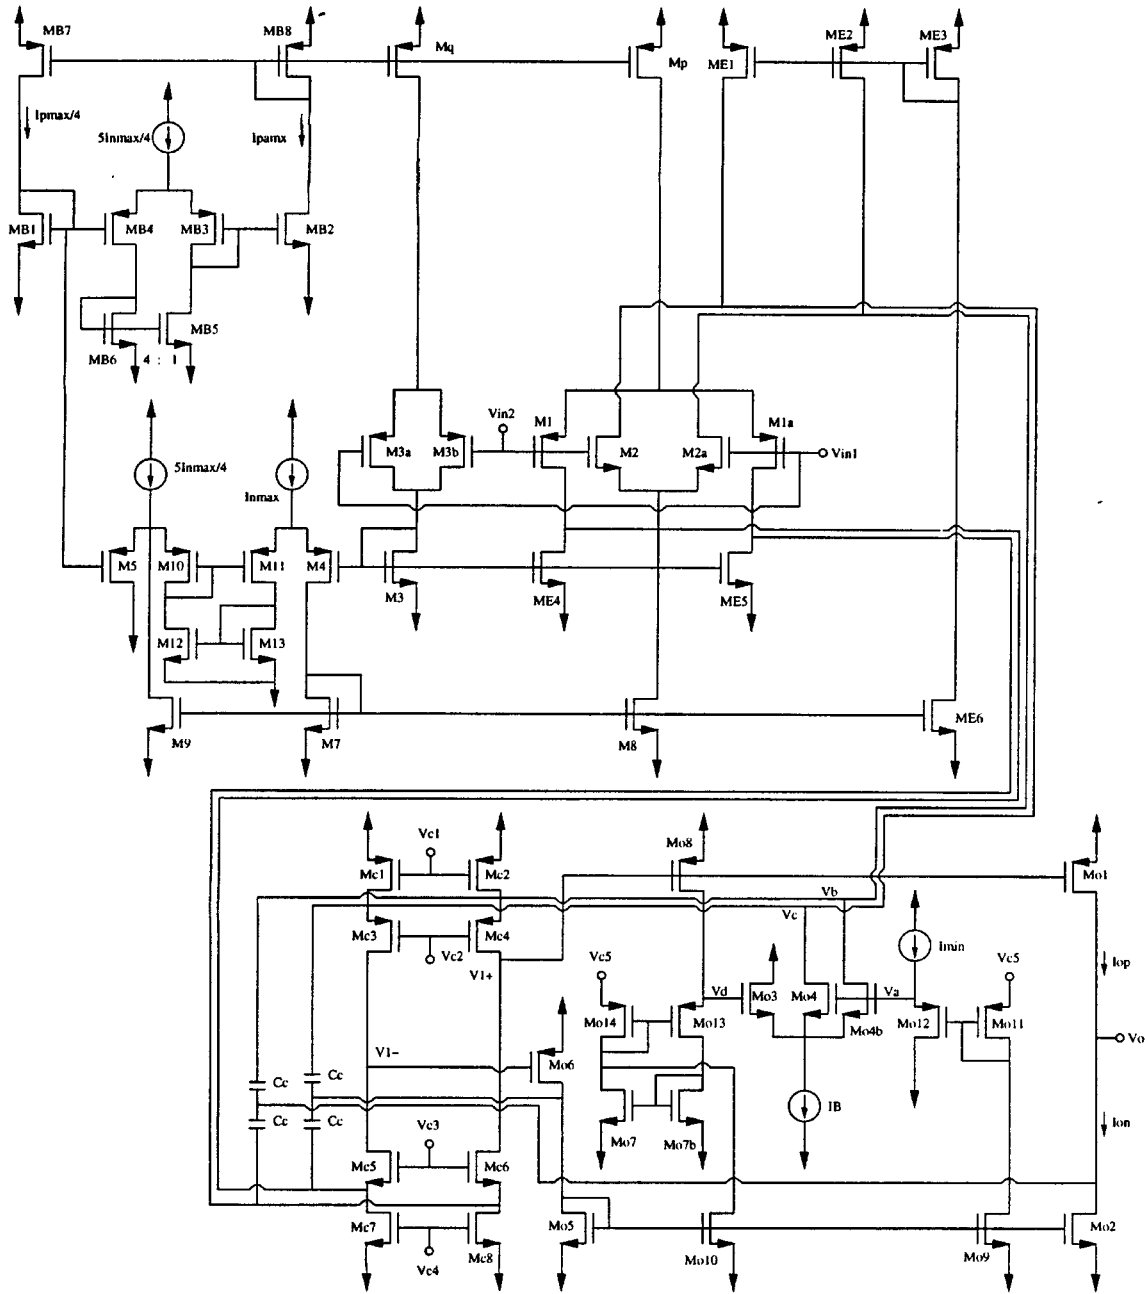 MB7
MB8
Mq
Mp
ME1
ME2
ME3
Ipmax/4
5Inmax/4
Ipamx
MB1
MB4
MB3
MB2
MB6
4 : 1
MB5
Vin2
M1
M1a
M3a
M3b
M2
M2a
Vin1
5Inmax/4
Inmax
M5
M10
M11
M4
M3
ME4
ME5
M12
M13
M9
M7
M8
ME6
Vc1
Mo8
Mc1
Mc2
Mo1
Vb
Vc
Mc3
Mc4
Vc2
V1+
Imin
Vc5
Vc5
Iop
Vd
Va
Mo14
Mo13
Mo3
Mo4
Mo4b
Mo12
Mo11
Vo
V1−
Mo6
Cc
Cc
Cc
Cc
IB
Ion
Vc3
Mo7
Mo7b
Mc5
Mc6
Mc7
Mc8
Vc4
Mo5
Mo10
Mo9
Mo2